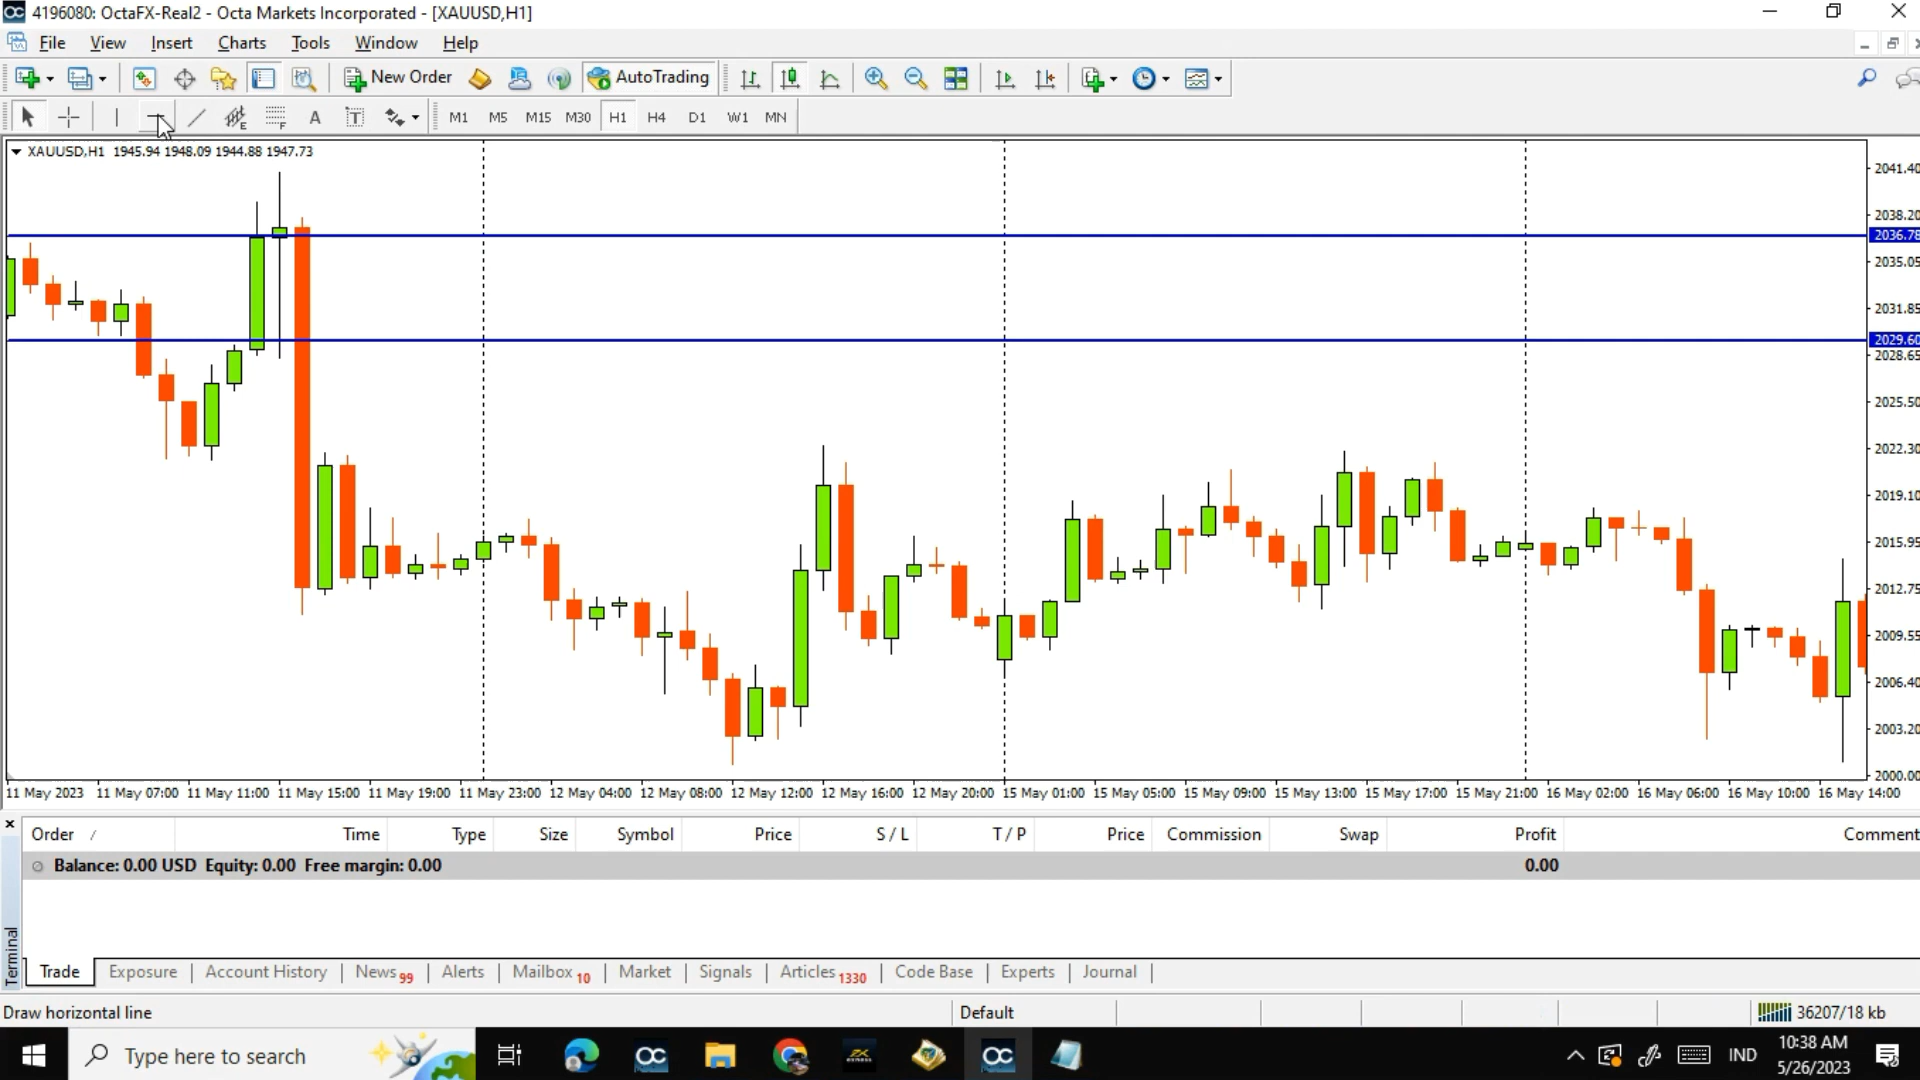 4196080: OctaFX-Real2 - Octa Markets Incorporated - [XAUUSD,H1]
File View Insert Charts Tools Window Help
New Order AutoTrading
E F A T M1 M5 M15 M30 H1 H4 D1 W1 MN
XAUUSD,H1 1945.94 1948.09 1944.88 1947.73
2041.40
2038.20
2036.78
2035.05
2031.85
2029.60
2028.65
2025.50
2022.30
2019.10
2015.95
2012.75
2009.55
2006.40
2003.20
2000.00
11 May 2023 11 May 07:00 11 May 11:00 11 May 15:00 11 May 19:00 11 May 23:00 12 May 04:00 12 May 08:00 12 May 12:00 12 May 16:00 12 May 20:00 15 May 01:00 15 May 05:00 15 May 09:00 15 May 13:00 15 May 17:00 15 May 21:00 16 May 02:00 16 May 06:00 16 May 10:00 16 May 14:00
Order / Time Type Size Symbol Price S / L T / P Price Commission Swap Profit Comment
Balance: 0.00 USD Equity: 0.00 Free margin: 0.00 0.00
Terminal
Trade Exposure Account History News 99 Alerts Mailbox 10 Market Signals Articles 1330 Code Base Experts Journal
Draw horizontal line Default 36207/18 kb
Type here to search IND 10:38 AM
5/26/2023